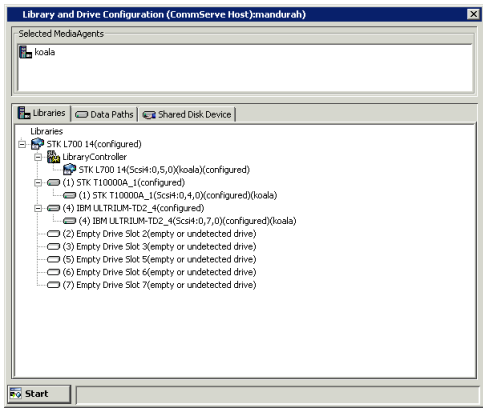 Library and Drive Configuration (CommServe Host):mandurah)
Selected MediaAgents
koala
Libraries Data Paths Shared Disk Device
Libraries
STK L700 14(configured)
LibraryController
STK L700 14(Scsi4:0,5,0)(koala)(configured)
(1) STK T10000A_1(configured)
(1) STK T10000A_1(Scsi4:0,4,0)(configured)(koala)
(4) IBM ULTRIUM-TD2_4(configured)
(4) IBM ULTRIUM-TD2_4(Scsi4:0,7,0)(configured)(koala)
(2) Empty Drive Slot 2(empty or undetected drive)
(3) Empty Drive Slot 3(empty or undetected drive)
(5) Empty Drive Slot 5(empty or undetected drive)
(6) Empty Drive Slot 6(empty or undetected drive)
(7) Empty Drive Slot 7(empty or undetected drive)
Start